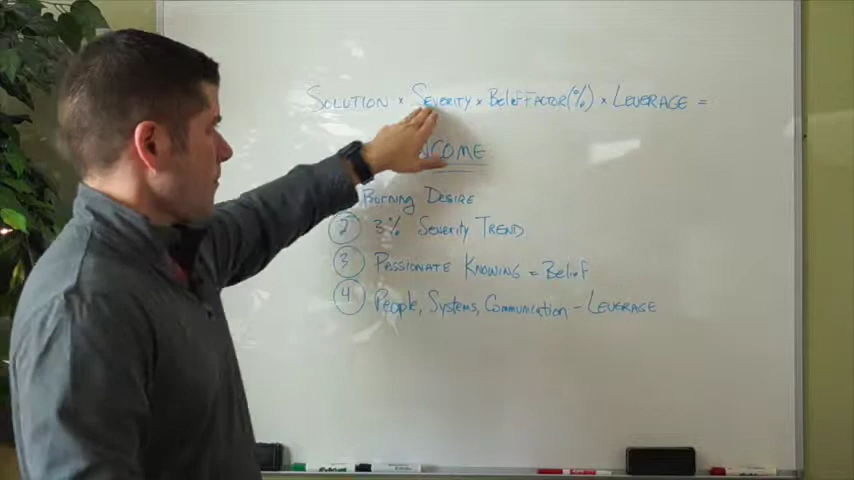 SOLUTION × SEVERITY × BELIEF FACTOR (%) × LEVERAGE =
NCOME
Burning Desire
2 3% Severity Trend
3 Passionate Knowing = Belief
4 People, Systems, Communication - Leverage